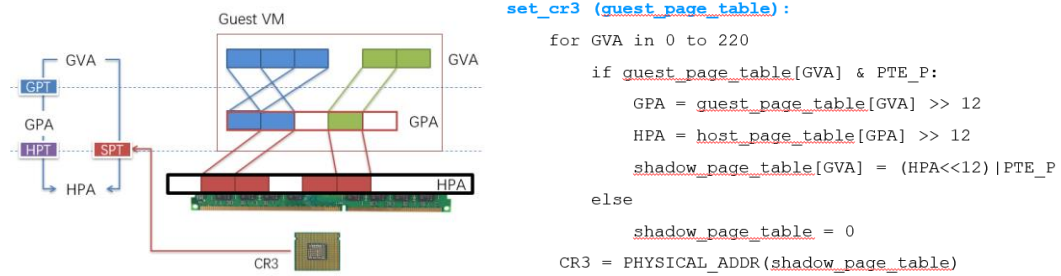 Guest VM
GVA
GPT
GPA
HPT
SPT
HPA
GVA
GPA
HPA
CR3
set_cr3 (guest_page_table):
for GVA in 0 to 220
if guest_page_table[GVA] & PTE_P:
GPA = guest_page_table[GVA] >> 12
HPA = host_page_table[GPA] >> 12
shadow_page_table[GVA] = (HPA<<12)|PTE_P
else
shadow_page_table = 0
CR3 = PHYSICAL_ADDR(shadow_page_table)